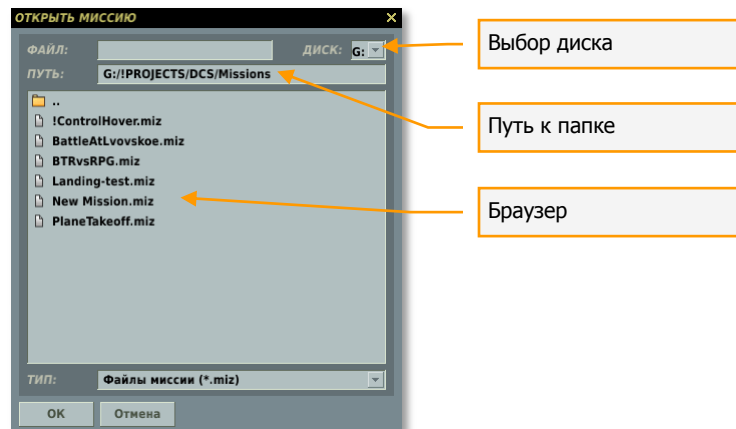 ОТКРЫТЬ МИССИЮ
ФАЙЛ:
ДИСК: G:
ПУТЬ: G:/!PROJECTS/DCS/Missions
..
!ControlHover.miz
BattleAtLvovskoe.miz
BTRvsRPG.miz
Landing-test.miz
New Mission.miz
PlaneTakeoff.miz
ТИП: Файлы миссии (*.miz)
ОК Отмена
Выбор диска
Путь к папке
Браузер